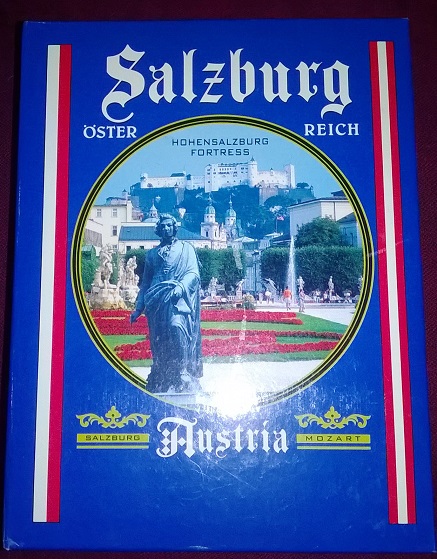 Salzburg
ÖSTER REICH
HOHENSALZBURG
FORTRESS
SALZBURG Austria MOZART